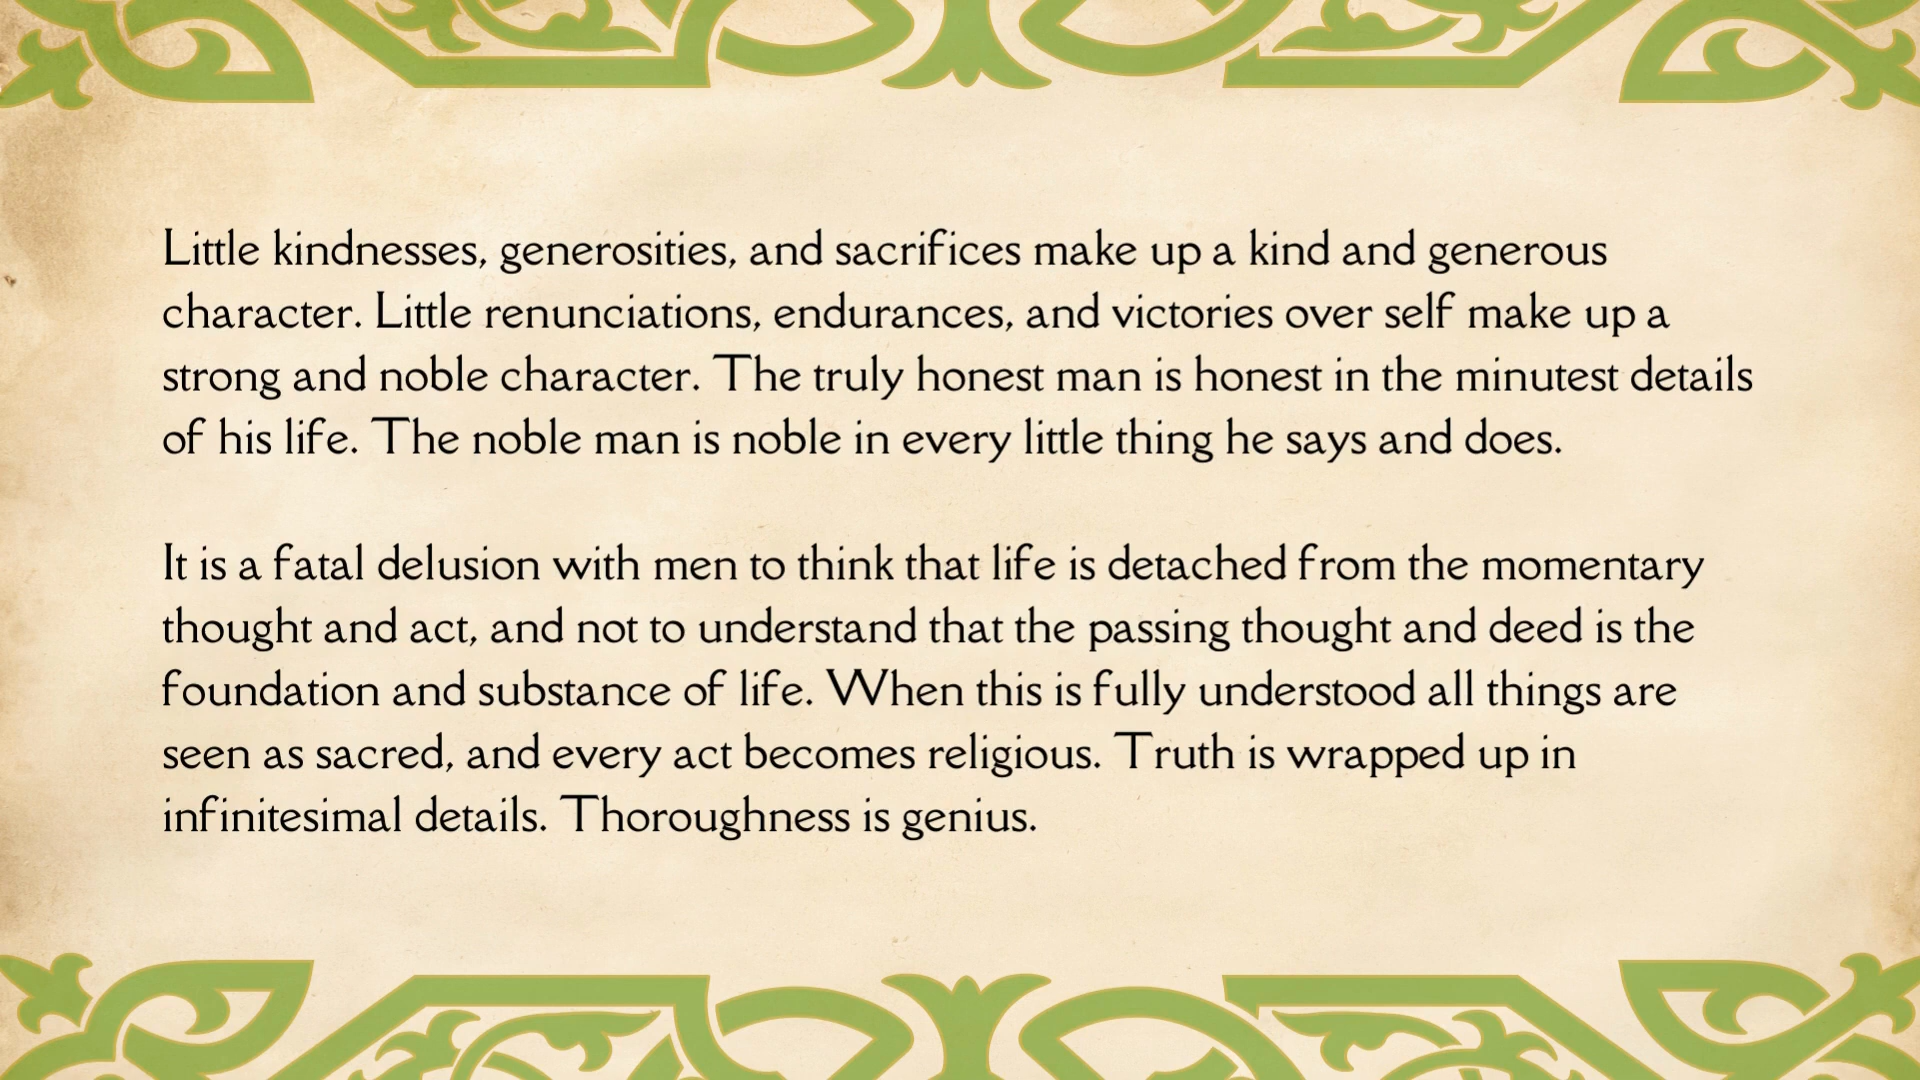 Little kindnesses, generosities, and sacrifices make up a kind and generous
character. Little renunciations, endurances, and victories over self make up a
strong and noble character. The truly honest man is honest in the minutest details
of his life. The noble man is noble in every little thing he says and does.
It is a fatal delusion with men to think that life is detached from the momentary
thought and act, and not to understand that the passing thought and deed is the
foundation and substance of life. When this is fully understood all things are
seen as sacred, and every act becomes religious. Truth is wrapped up in
infinitesimal details. Thoroughness is genius.